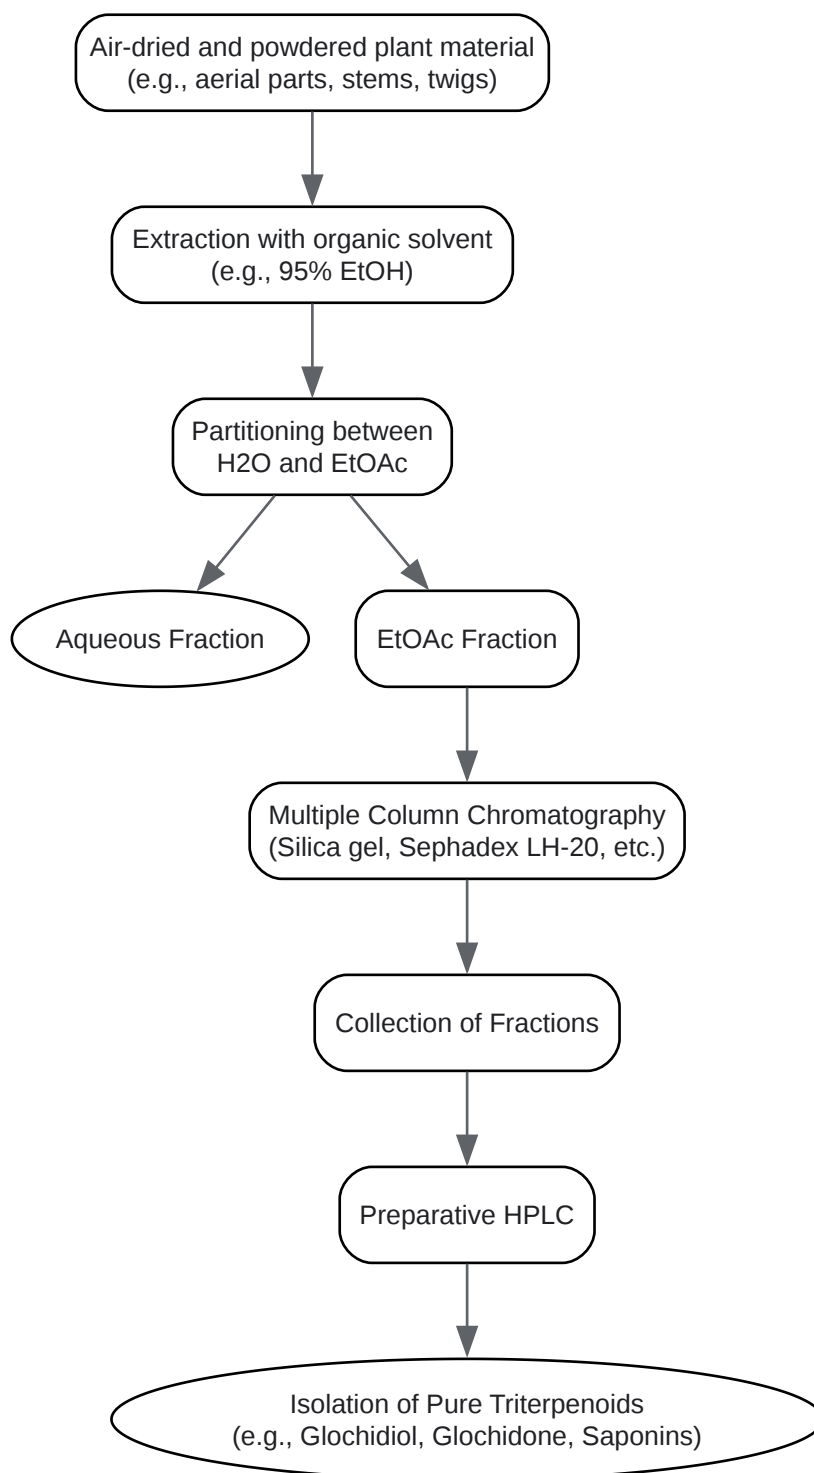 Air-dried and powdered plant material
(e.g., aerial parts, stems, twigs)
Extraction with organic solvent
(e.g., 95% EtOH)
Partitioning between
H2O and EtOAc
Aqueous Fraction
EtOAc Fraction
Multiple Column Chromatography
(Silica gel, Sephadex LH-20, etc.)
Collection of Fractions
Preparative HPLC
Isolation of Pure Triterpenoids
(e.g., Glochidiol, Glochidone, Saponins)